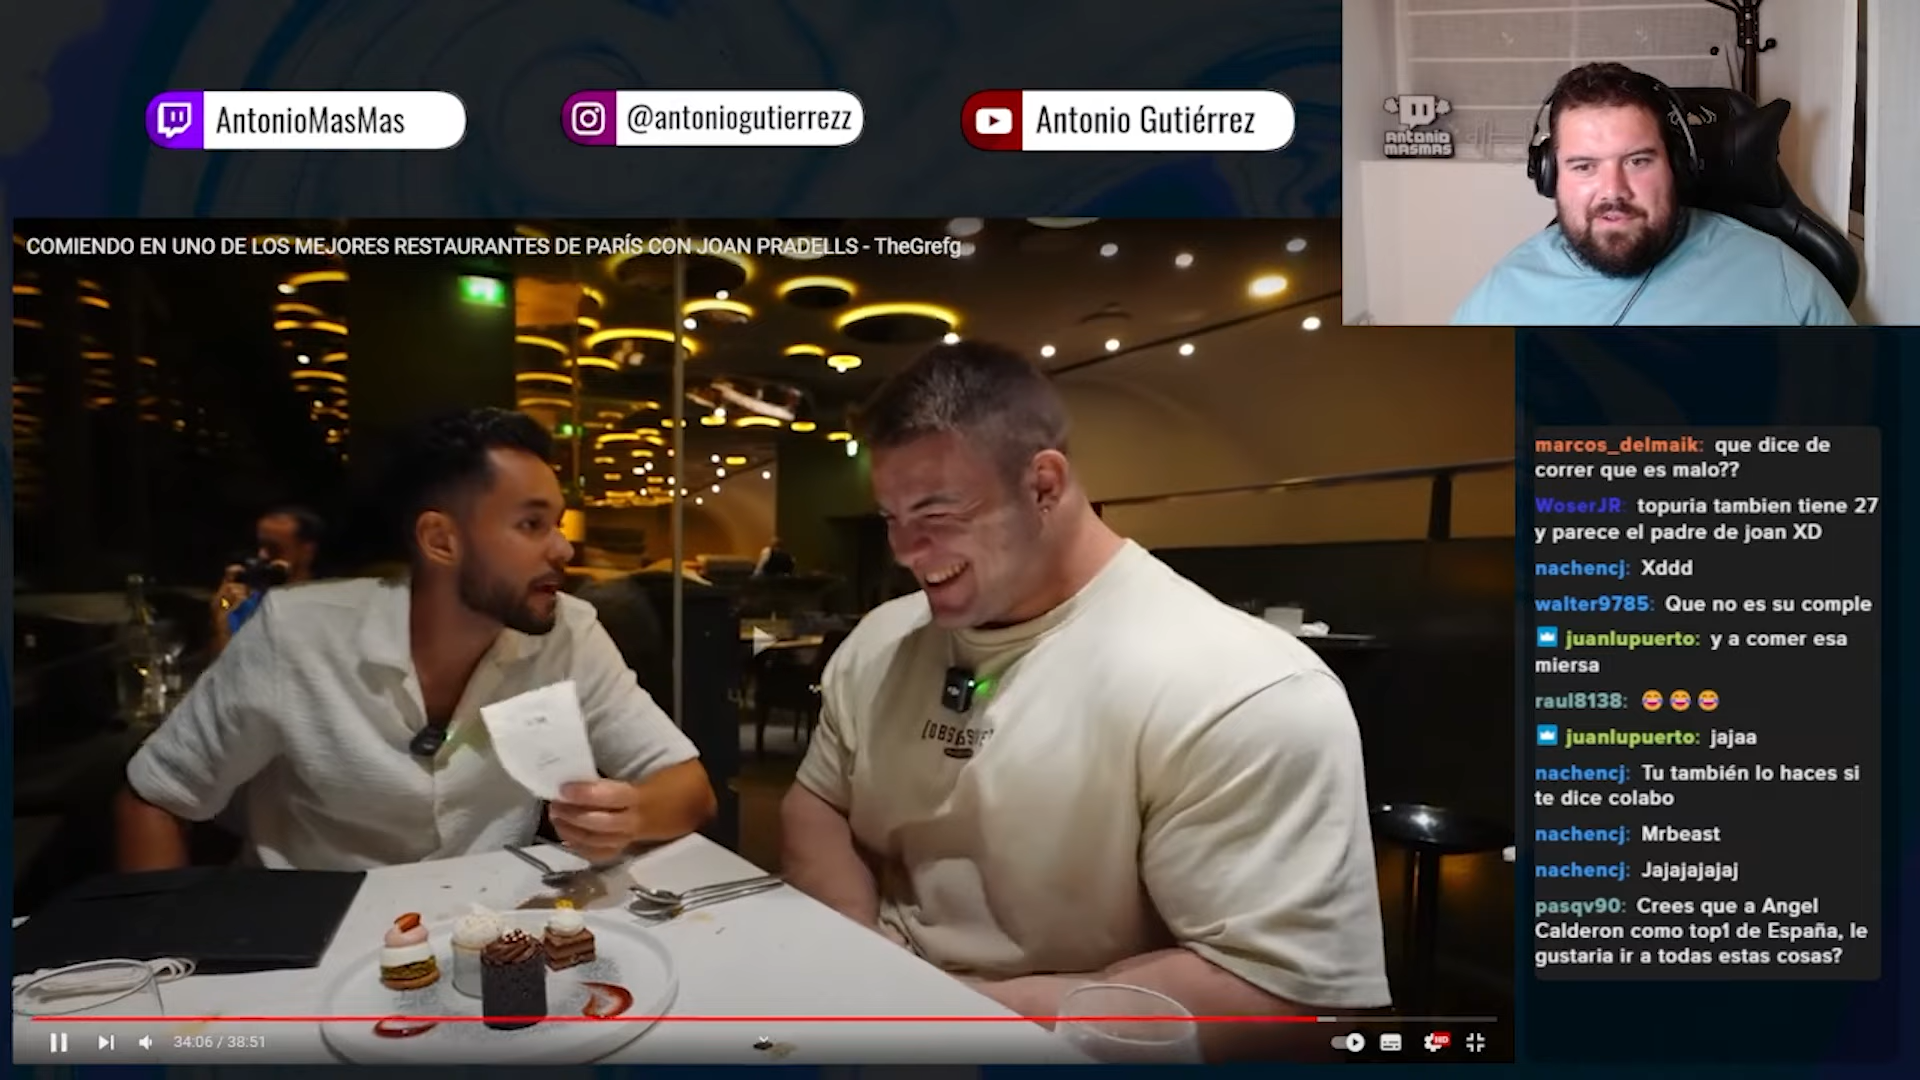 AntonioMasMas
@antoniogutierrezz
Antonio Gutiérrez
ANTONIO
MASMAS
COMIENDO EN UNO DE LOS MEJORES RESTAURANTES DE PARÍS CON JOAN PRADELLS - TheGrefg
marcos_delmaik: que dice de
correr que es malo??
WoserJR: topuria tambien tiene 27
y parece el padre de joan XD
nachencj: Xddd
walter9785: Que no es su comple
juanlupuerto: y a comer esa
miersa
raul8138: 😂 😂 😂
juanlupuerto: jajaa
nachencj: Tu también lo haces si
te dice colabo
nachencj: Mrbeast
nachencj: Jajajajajaj
pasqv90: Crees que a Angel
Calderon como top1 de España, le
gustaria ir a todas estas cosas?
34:06 / 38:51
HD